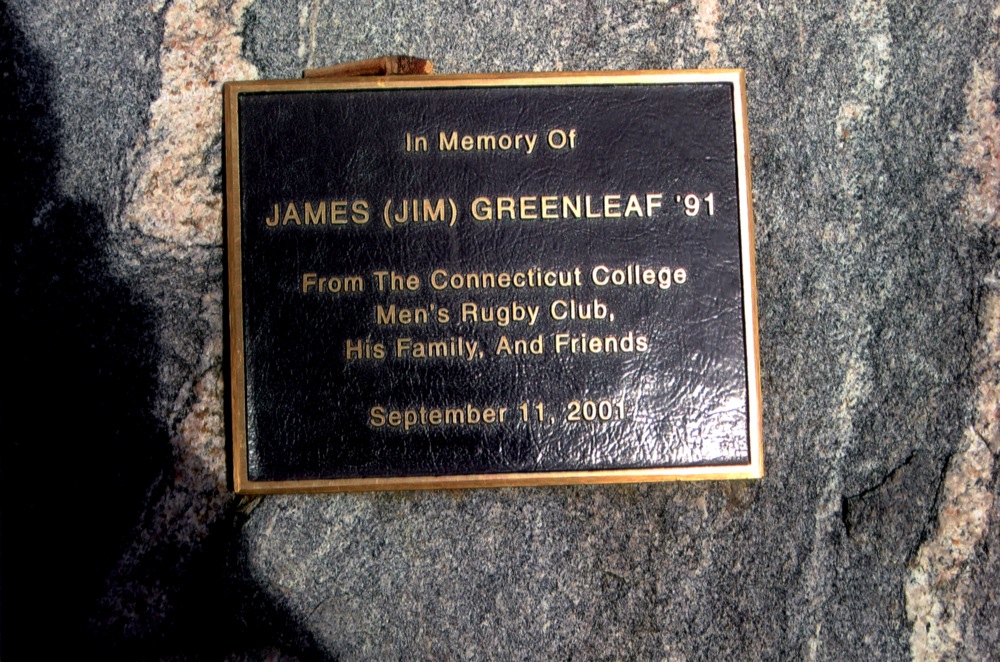 In Memory Of
JAMES (JIM) GREENLEAF '91
From The Connecticut College
Men's Rugby Club,
His Family, And Friends
September 11, 2001